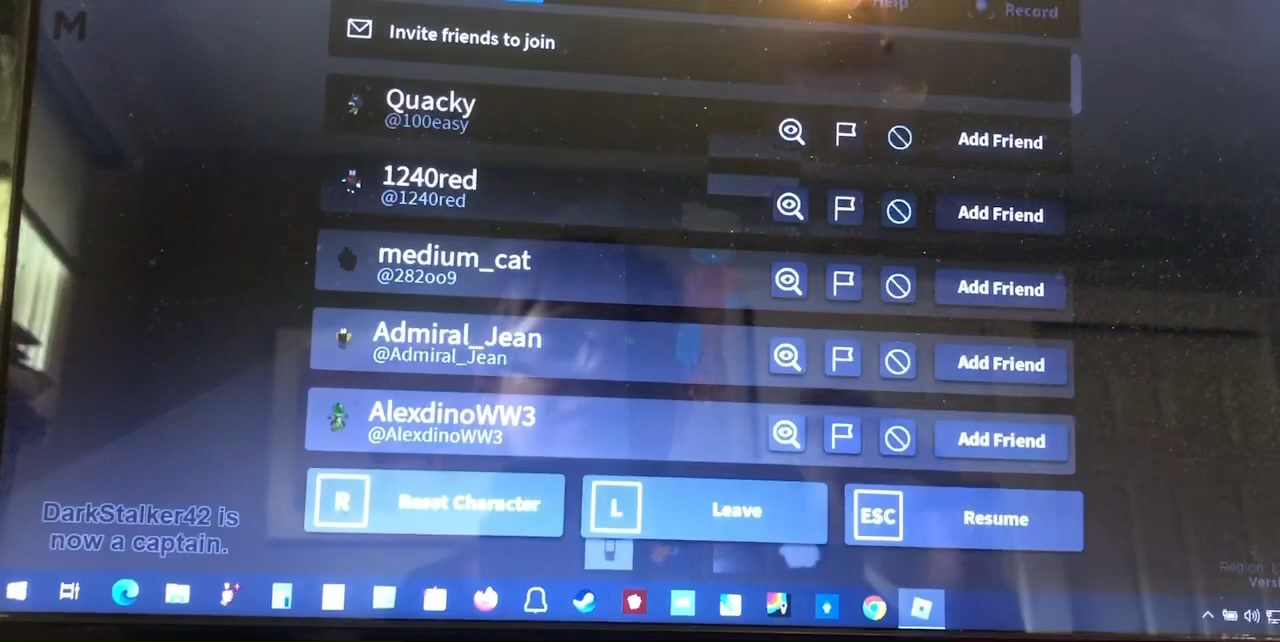 M
Help
Record
Invite friends to join
Quacky
@100easy
Add Friend
1240red
@1240red
Add Friend
medium_cat
@282oo9
Add Friend
Admiral_Jean
@Admiral_Jean
Add Friend
AlexdinoWW3
@AlexdinoWW3
Add Friend
R Reset Character
L Leave
ESC Resume
DarkStalker42 is
now a captain.
Region: